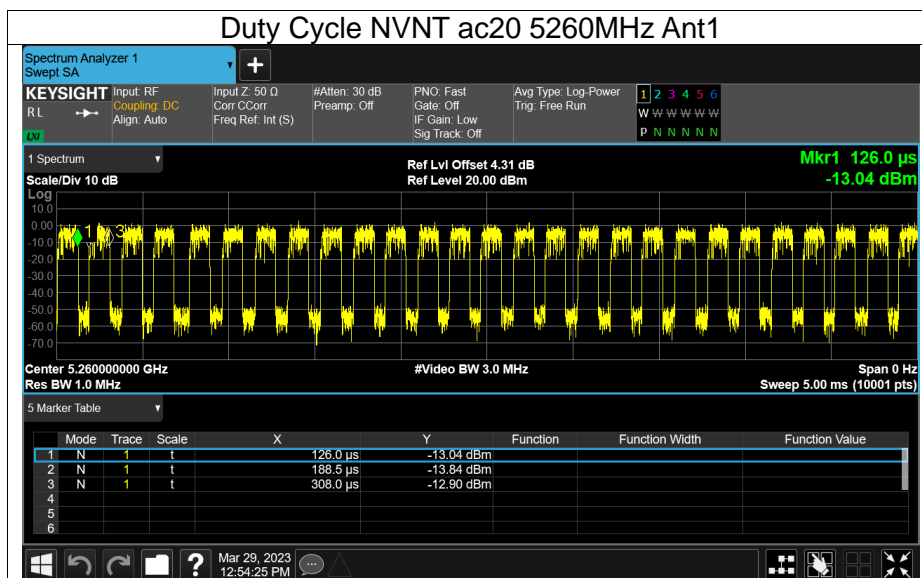 Duty Cycle NVNT ac20 5260MHz Ant1
Spectrum Analyzer 1
Swept SA
+
KEYSIGHT
R L
LXI
Input: RF
Coupling: DC
Align: Auto
Input Z: 50 Ω
Corr CCorr
Freq Ref: Int (S)
#Atten: 30 dB
Preamp: Off
PNO: Fast
Gate: Off
IF Gain: Low
Sig Track: Off
Avg Type: Log-Power
Trig: Free Run
1 2 3 4 5 6
W W W W W W
P N N N N N
1 Spectrum
Scale/Div 10 dB
Ref Lvl Offset 4.31 dB
Ref Level 20.00 dBm
Mkr1 126.0 µs
-13.04 dBm
Log
10.0
0.00
-10.0
-20.0
-30.0
-40.0
-50.0
-60.0
-70.0
1 3
Center 5.260000000 GHz
Res BW 1.0 MHz
#Video BW 3.0 MHz
Span 0 Hz
Sweep 5.00 ms (10001 pts)
5 Marker Table
Mode Trace Scale X Y Function Function Width Function Value
1 N 1 t 126.0 µs -13.04 dBm
2 N 1 t 188.5 µs -13.84 dBm
3 N 1 t 308.0 µs -12.90 dBm
4
5
6
?
Mar 29, 2023
12:54:25 PM